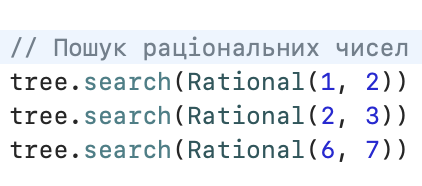 // Пошук раціональних чисел
tree.search(Rational(1, 2))
tree.search(Rational(2, 3))
tree.search(Rational(6, 7))